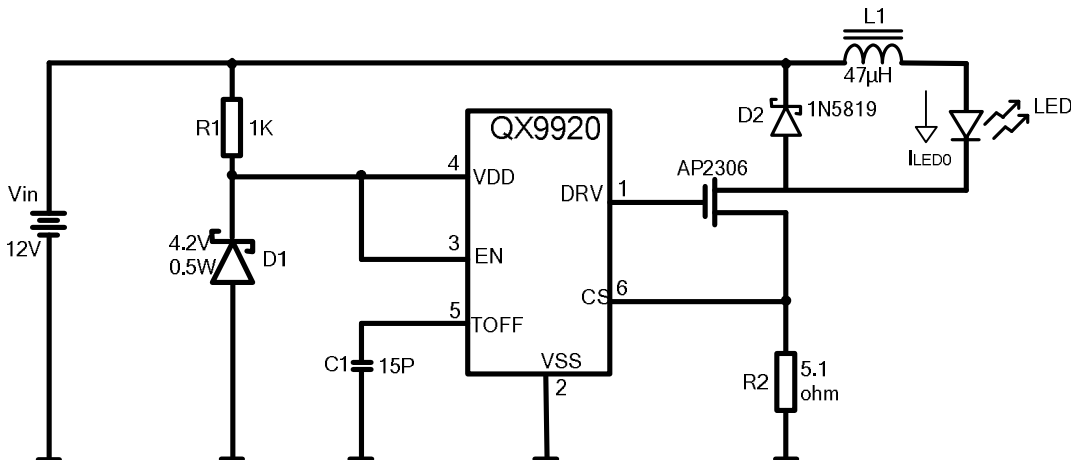 L1
47µH
D2
1N5819
LED
ILED0
R1
1K
QX9920
4
VDD
AP2306
DRV
1
Vin
12V
4.2V
0.5W
D1
3
EN
CS
6
5
TOFF
C1
15P
VSS
2
R2
5.1
ohm